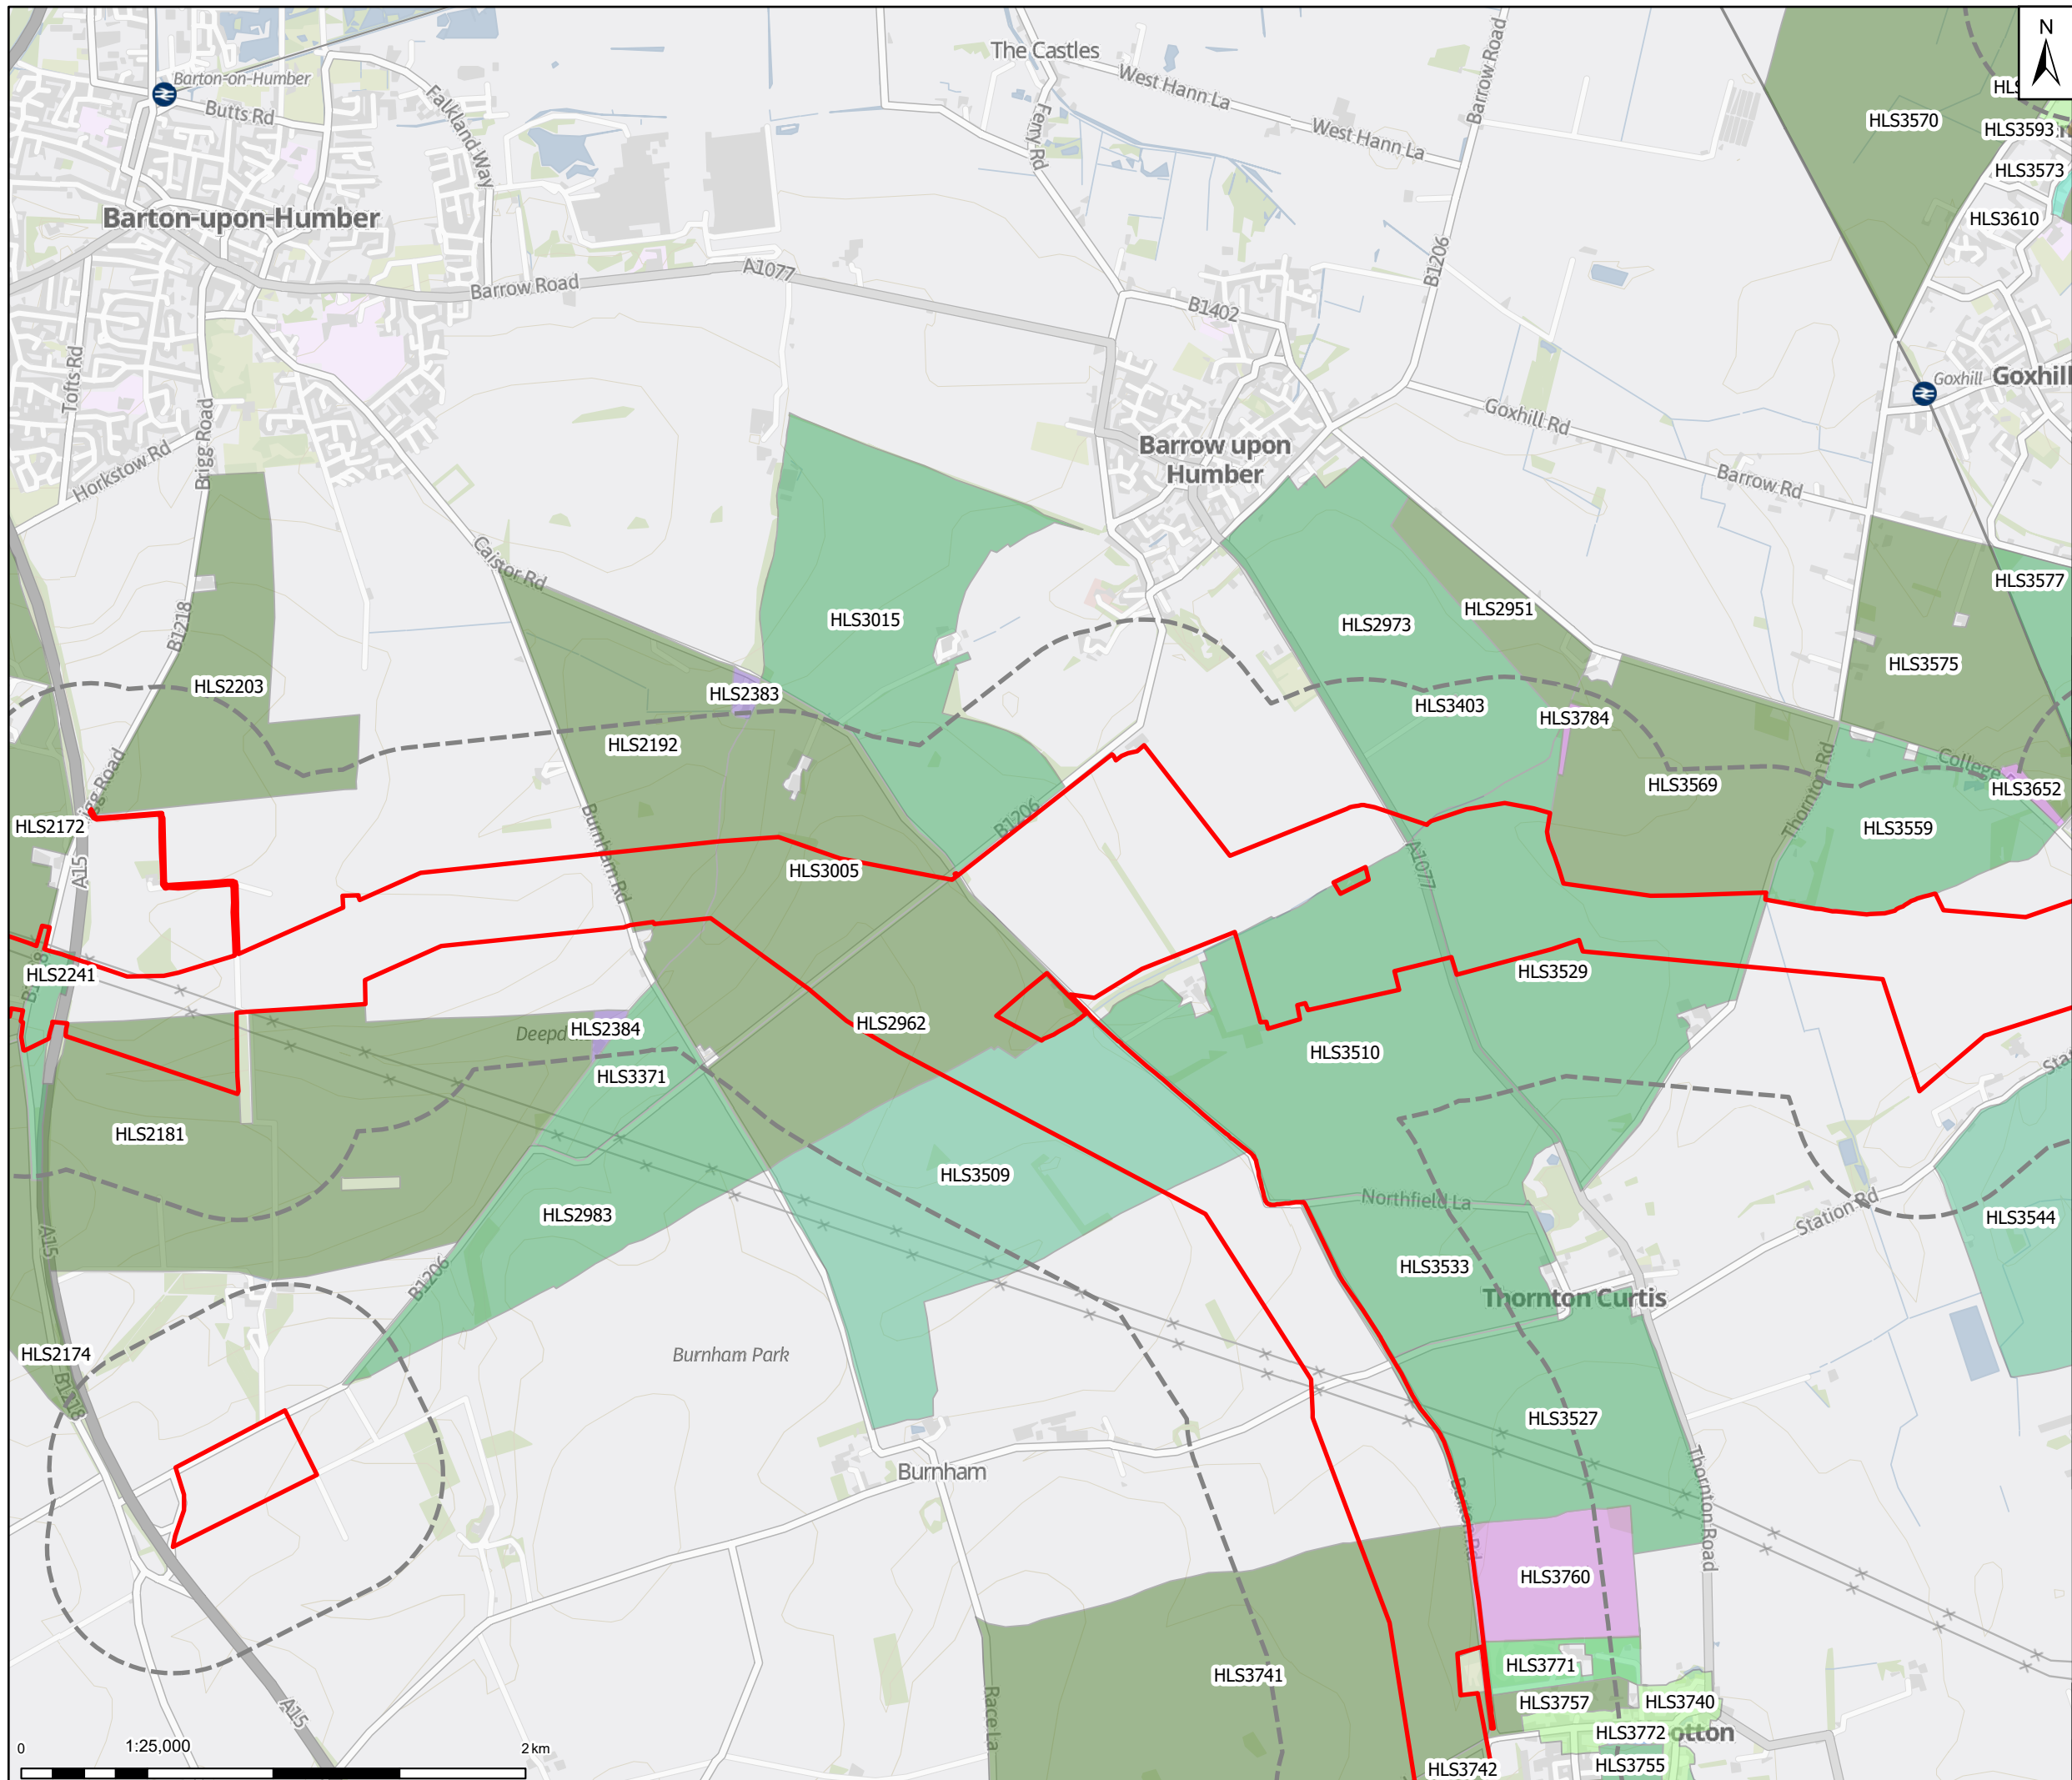 N
The Castles
Barton-on-Humber
Butts Rd
Falkland Way
West Hann La
West Hann La
Barrow Road
Ferry Rd
HLS3570
HLS3593
HLS3573
HLS3610
Barton-upon-Humber
Barrow Road
A1077
B1402
B1206
Tofts Rd
Brigg Road
Horkstow Rd
Goxhill
Goxhill
Barrow upon
Humber
Goxhill Rd
Barrow Rd
Caistor Rd
HLS3577
HLS2951
HLS3015
HLS2973
B1218
HLS3575
HLS2203
HLS2383
HLS3403
HLS3784
HLS2192
HLS3569
Thornton Rd
College
HLS3652
HLS2172
HLS3559
B1206
Burnham Rd
A15
HLS3005
A1077
HLS2241
HLS3529
HLS2962
HLS2384
HLS3510
HLS3371
HLS2181
HLS3509
Northfield La
Station Rd
HLS2983
HLS3544
A15
B1206
HLS3533
Thornton Curtis
HLS2174
B1218
Burnham Park
HLS3527
Burnham
Thornton Road
HLS3760
HLS3741
HLS3771
HLS3757
HLS3740
Race La
A15
HLS3772
otton
HLS3755
HLS3742
0
1:25,000
2 km